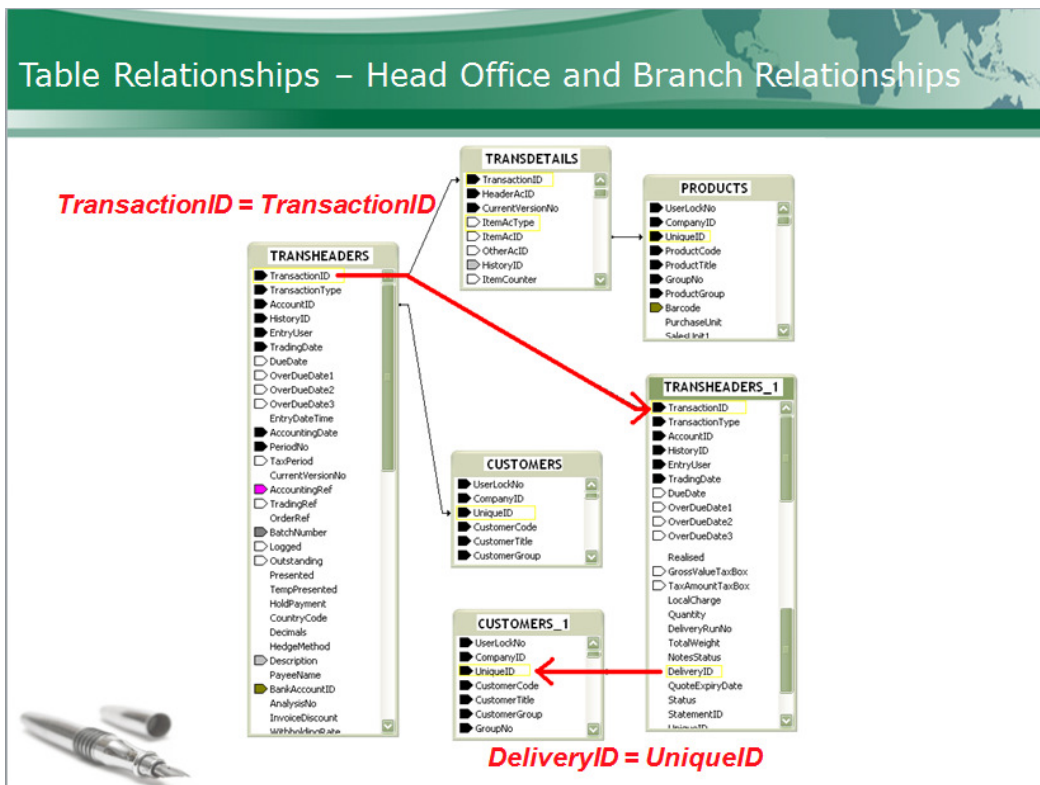 Table Relationships – Head Office and Branch Relationships
TransactionID = TransactionID
TRANSHEADERS
TransactionID
TransactionType
AccountID
HistoryID
EntryUser
TradingDate
DueDate
OverDueDate1
OverDueDate2
OverDueDate3
EntryDateTime
AccountingDate
PeriodNo
TaxPeriod
CurrentVersionNo
AccountingRef
TradingRef
OrderRef
BatchNumber
Logged
Outstanding
Presented
TempPresented
HoldPayment
CountryCode
Decimals
HedgeMethod
Description
PayeeName
BankAccountID
AnalysisNo
InvoiceDiscount
WithholdingRate
TRANSDETAILS
TransactionID
HeaderAcID
CurrentVersionNo
ItemAcType
ItemAcID
OtherAcID
HistoryID
ItemCounter
PRODUCTS
UserLockNo
CompanyID
UniqueID
ProductCode
ProductTitle
GroupNo
ProductGroup
Barcode
PurchaseUnit
SalesUnit1
CUSTOMERS
UserLockNo
CompanyID
UniqueID
CustomerCode
CustomerTitle
CustomerGroup
TRANSHEADERS_1
TransactionID
TransactionType
AccountID
HistoryID
EntryUser
TradingDate
DueDate
OverDueDate1
OverDueDate2
OverDueDate3
Realised
GrossValueTaxBox
TaxAmountTaxBox
LocalCharge
Quantity
DeliveryRunNo
TotalWeight
NotesStatus
DeliveryID
QuoteExpiryDate
Status
StatementID
UniqueID
CUSTOMERS_1
UserLockNo
CompanyID
UniqueID
CustomerCode
CustomerTitle
CustomerGroup
GroupNo
DeliveryID = UniqueID